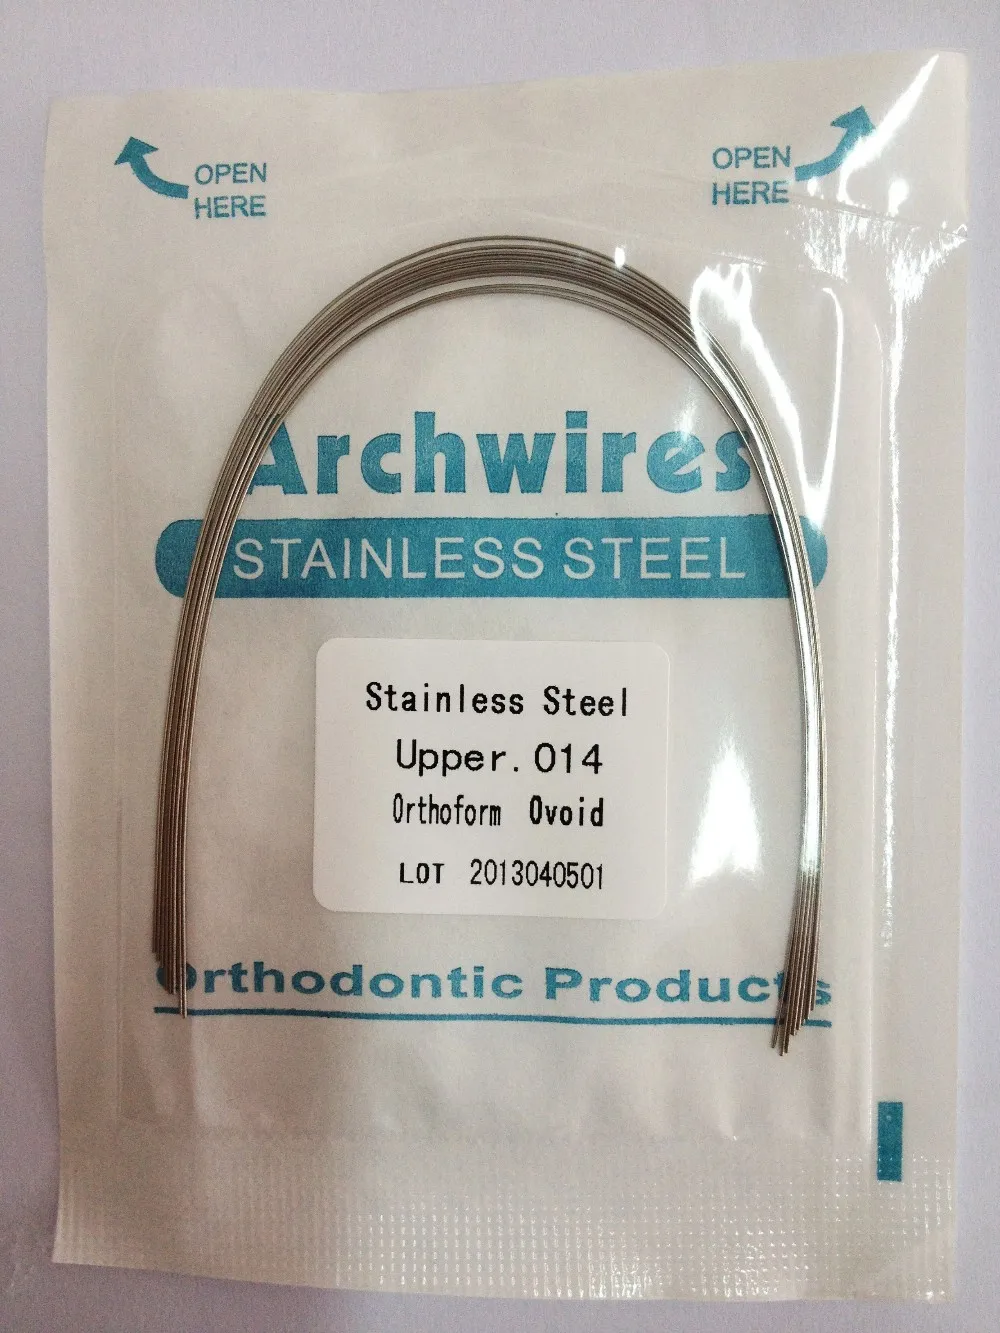 OPEN
HERE
OPEN
HERE
Archwires
STAINLESS STEEL
Stainless Steel
Upper. 014
Orthoform Ovoid
LOT 2013040501
Orthodontic Products